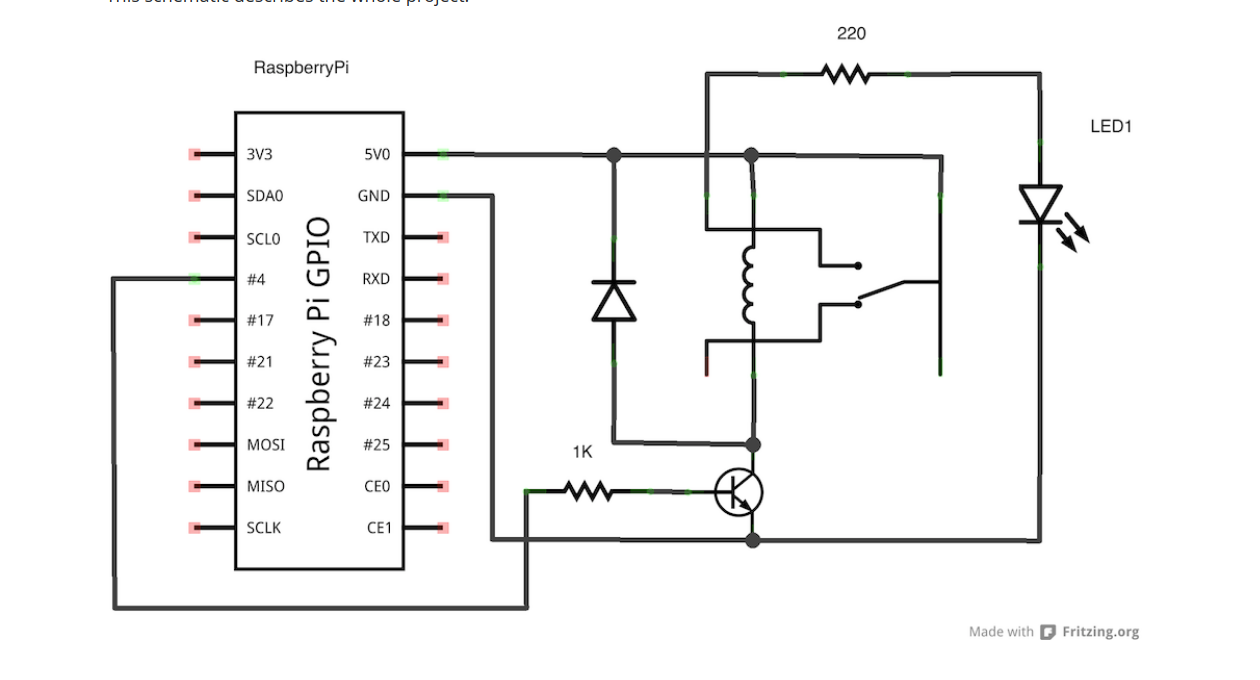 This schematic describes the whole project.
220
RaspberryPi
LED1
3V3
5V0
SDA0
GND
SCL0
TXD
#4
RXD
#17
#18
#21
#23
#22
#24
MOSI
#25
MISO
CE0
SCLK
CE1
Raspberry Pi GPIO
1K
Made with Fritzing.org